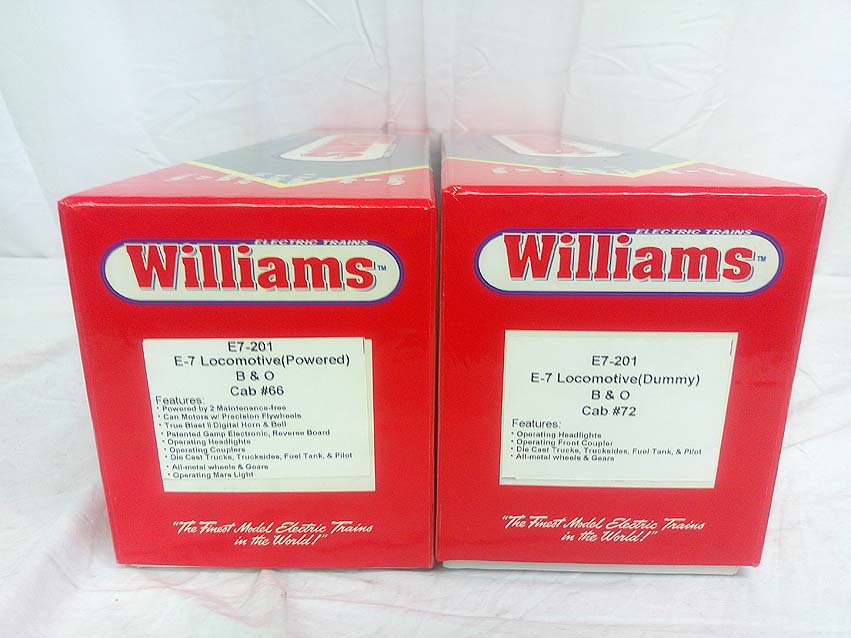 ELECTRIC TRAINS
Williams™
E7-201
E-7 Locomotive(Powered)
B & O
Cab #66
Features:
• Powered by 2 Maintenance-free
• Can Motors w/ Precision Flywheels
• True Blast II Digital Horn & Bell
• Patented Gamp Electronic, Reverse Board
• Operating Headlights
• Operating Couplers
• Die Cast Trucks, Trucksides, Fuel Tank, & Pilot
• All-metal wheels & Gears
• Operating Mars Light
"The Finest Model Electric Trains
in the World!"
ELECTRIC TRAINS
Williams™
E7-201
E-7 Locomotive(Dummy)
B & O
Cab #72
Features:
• Operating Headlights
• Operating Front Coupler
• Die Cast Trucks, Trucksides, Fuel Tank, & Pilot
• All-metal wheels & Gears
"The Finest Model Electric Trains
in the World!"